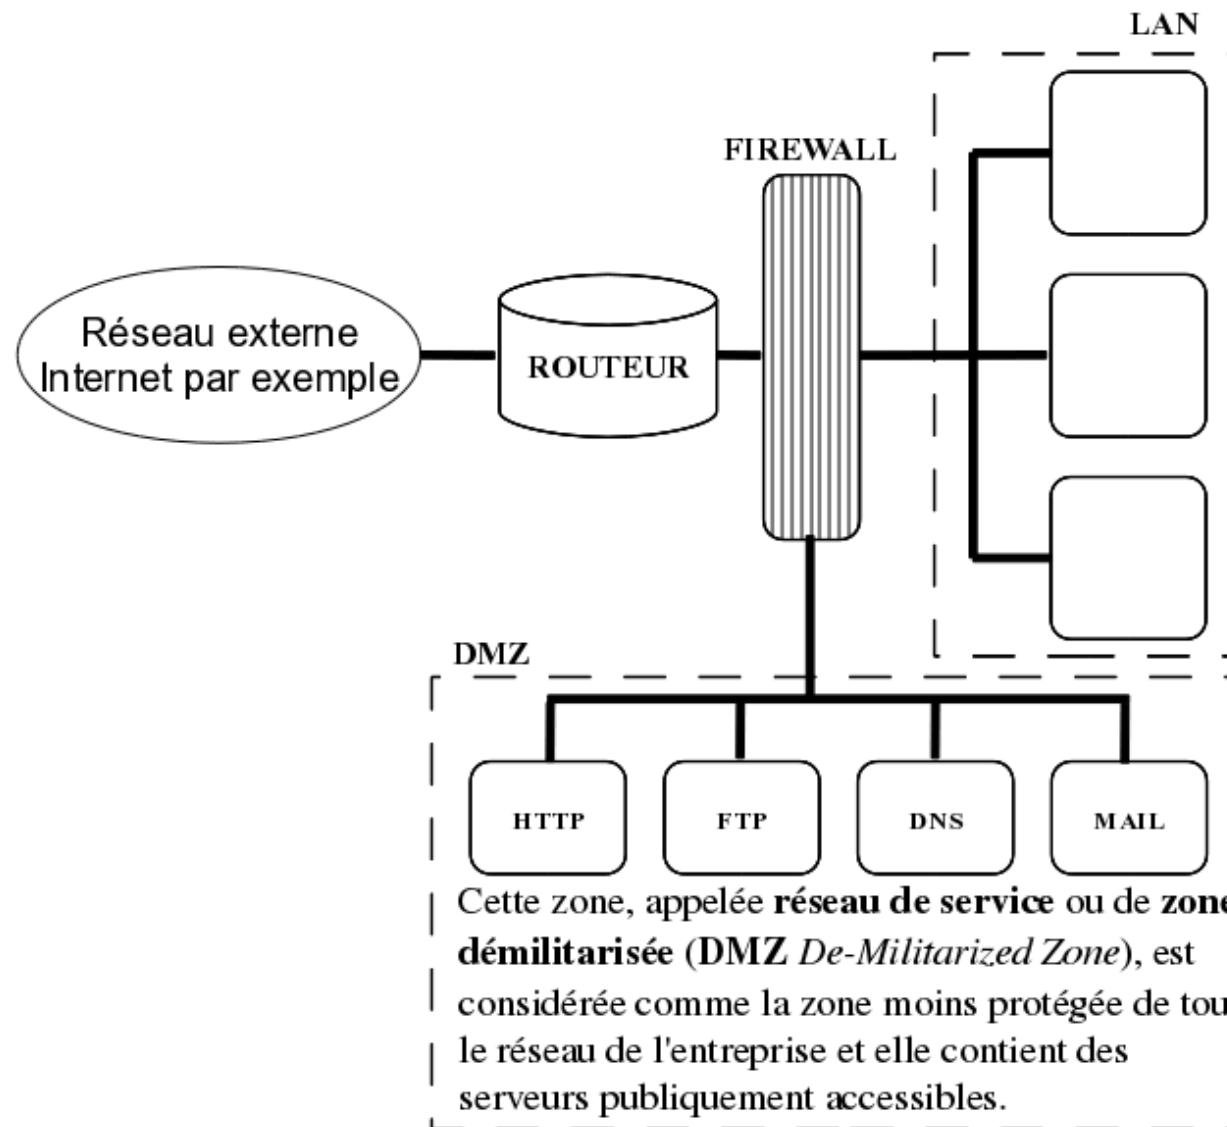 LAN
FIREWALL
Réseau externe
Internet par exemple
ROUTEUR
DMZ
HTTP
FTP
DNS
MAIL
Cette zone, appelée réseau de service ou de zone
démilitarisée (DMZ De-Militarized Zone), est
considérée comme la zone moins protégée de tou
le réseau de l'entreprise et elle contient des
serveurs publiquement accessibles.